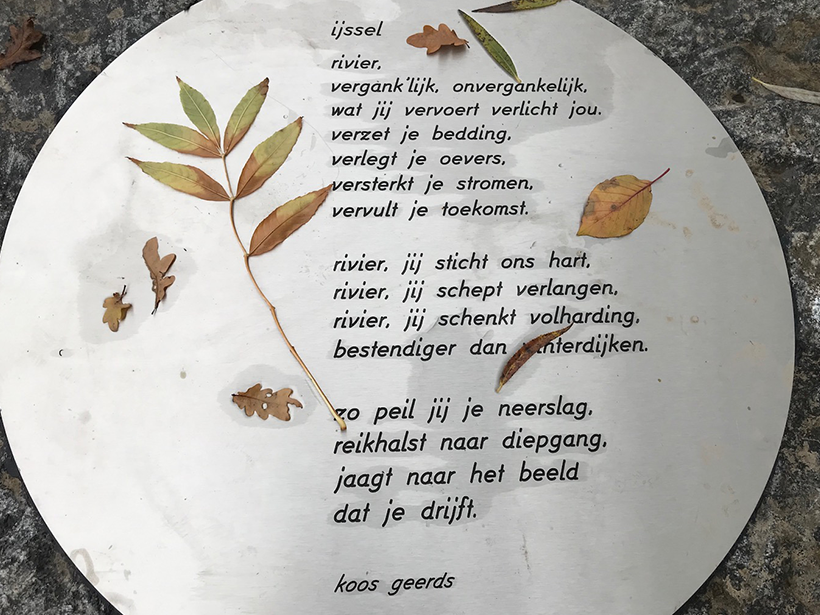 ijssel
rivier,
vergank'lijk, onvergankelijk,
wat jij vervoert verlicht jou.
verzet je bedding,
verlegt je oevers,
versterkt je stromen,
vervult je toekomst.
rivier, jij sticht ons hart,
rivier, jij schept verlangen,
rivier, jij schenkt volharding,
bestendiger dan winterdijken.
zo peil jij je neerslag,
reikhalst naar diepgang,
jaagt naar het beeld
dat je drijft.
koos geerds